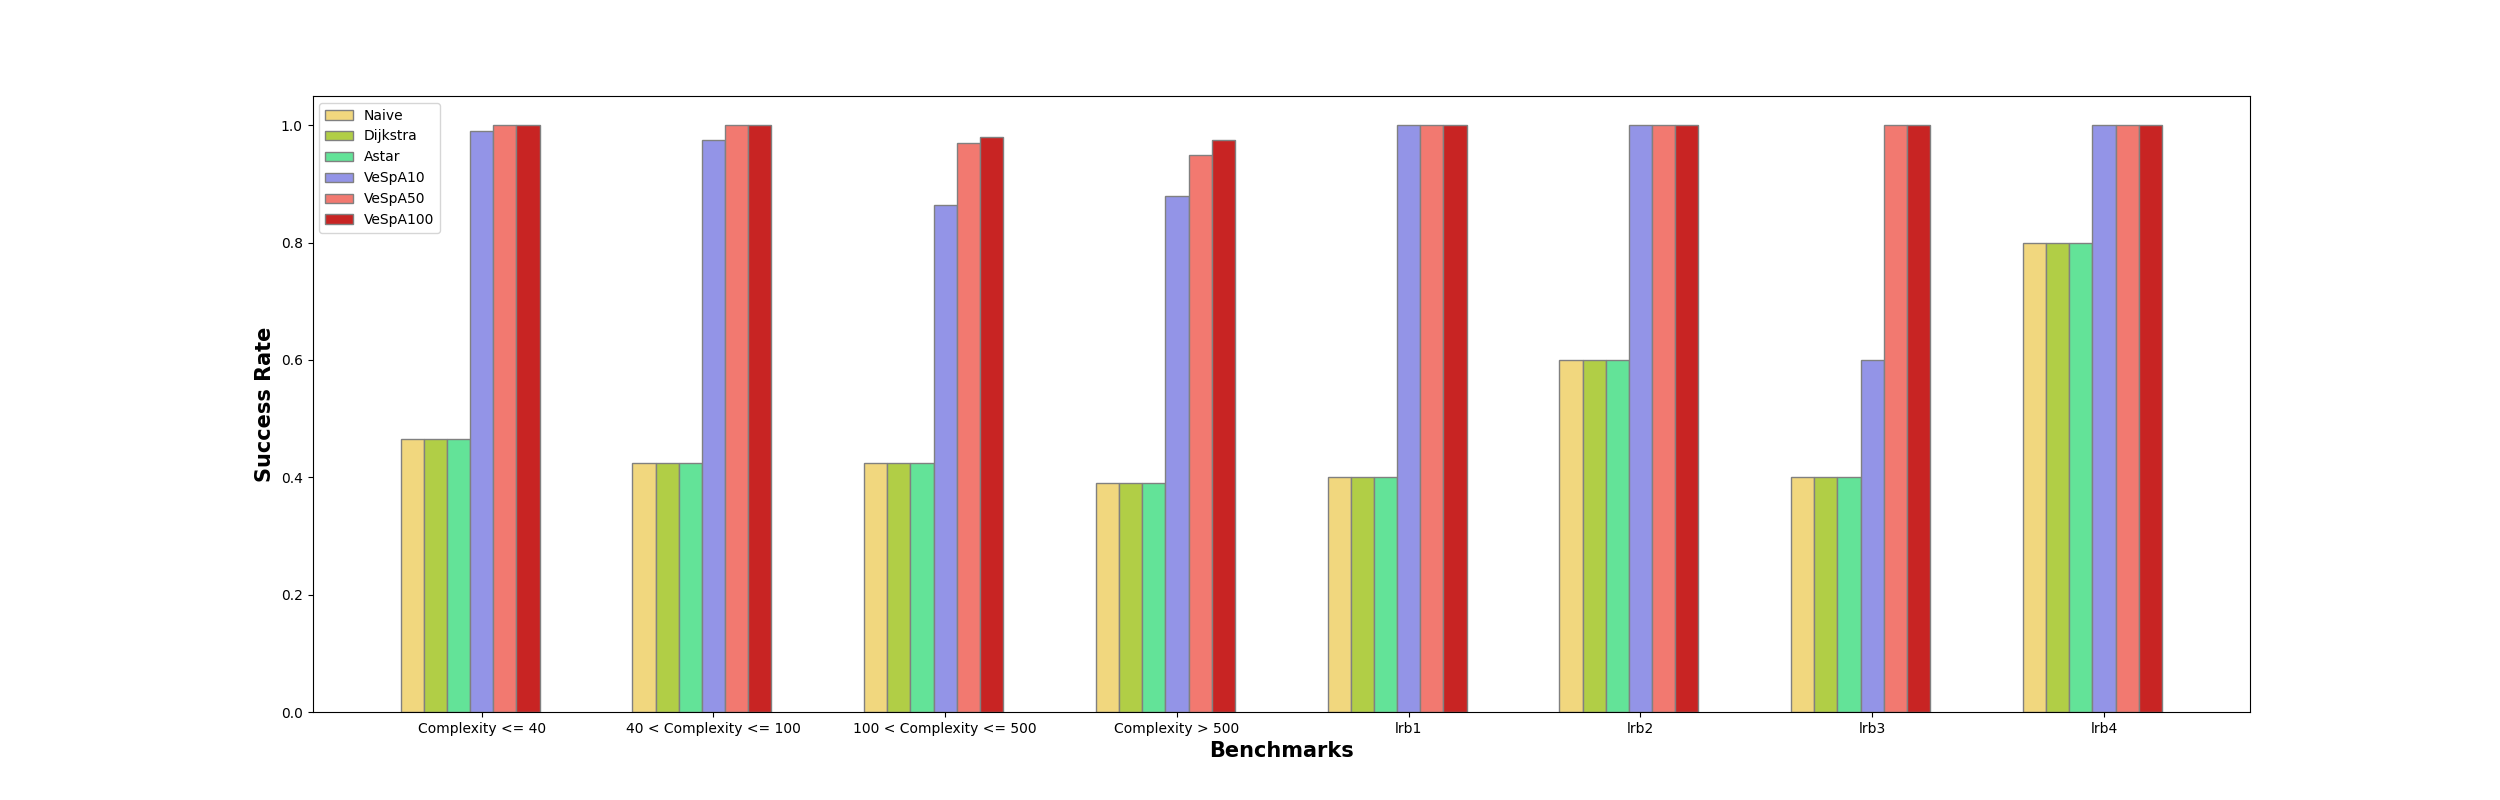 Naive
Dijkstra
Astar
VeSpA10
VeSpA50
VeSpA100
1.0
0.8
0.6
0.4
0.2
0.0
Success Rate
Complexity <= 40
40 < Complexity <= 100
100 < Complexity <= 500
Complexity > 500
lrb1
lrb2
lrb3
lrb4
Benchmarks